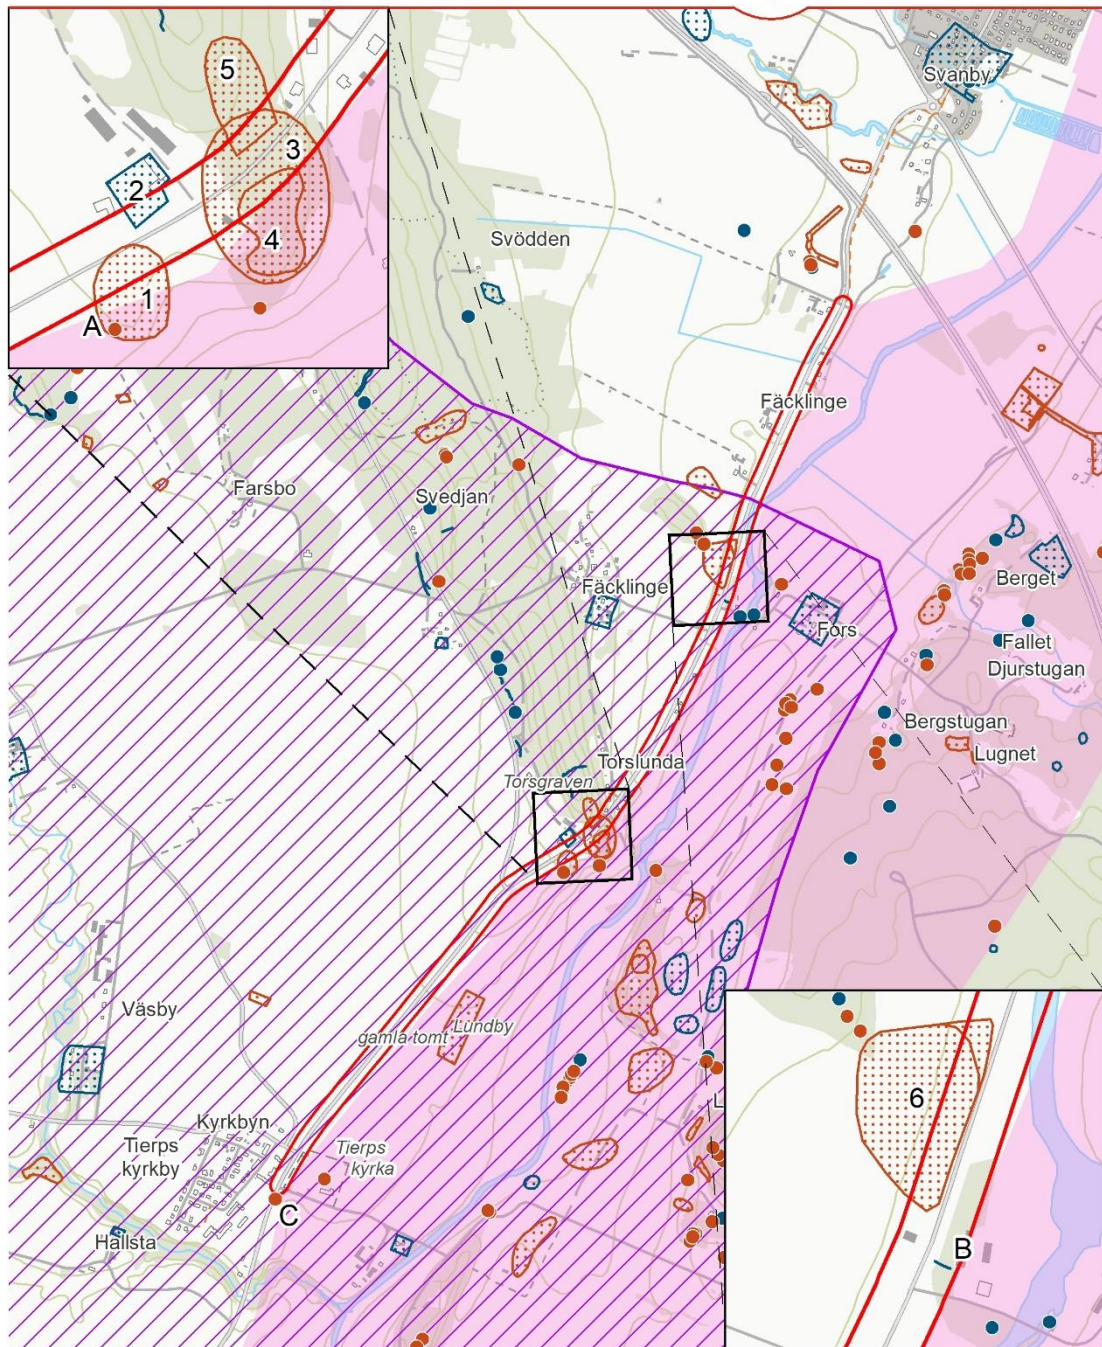 5
3
2
4
1
A
Svanby
Svödden
Fäcklinge
Farsbo
Svedjan
Fäcklinge
Fors
Berget
Fallet
Djurstugan
Bergstugan
Lugnet
Torslunda
Torsgraven
Väsby
gamla tomt
Lundby
Kyrkbyn
Tierps
kyrkby
Tierps
kyrka
C
Hallsta
L
6
B